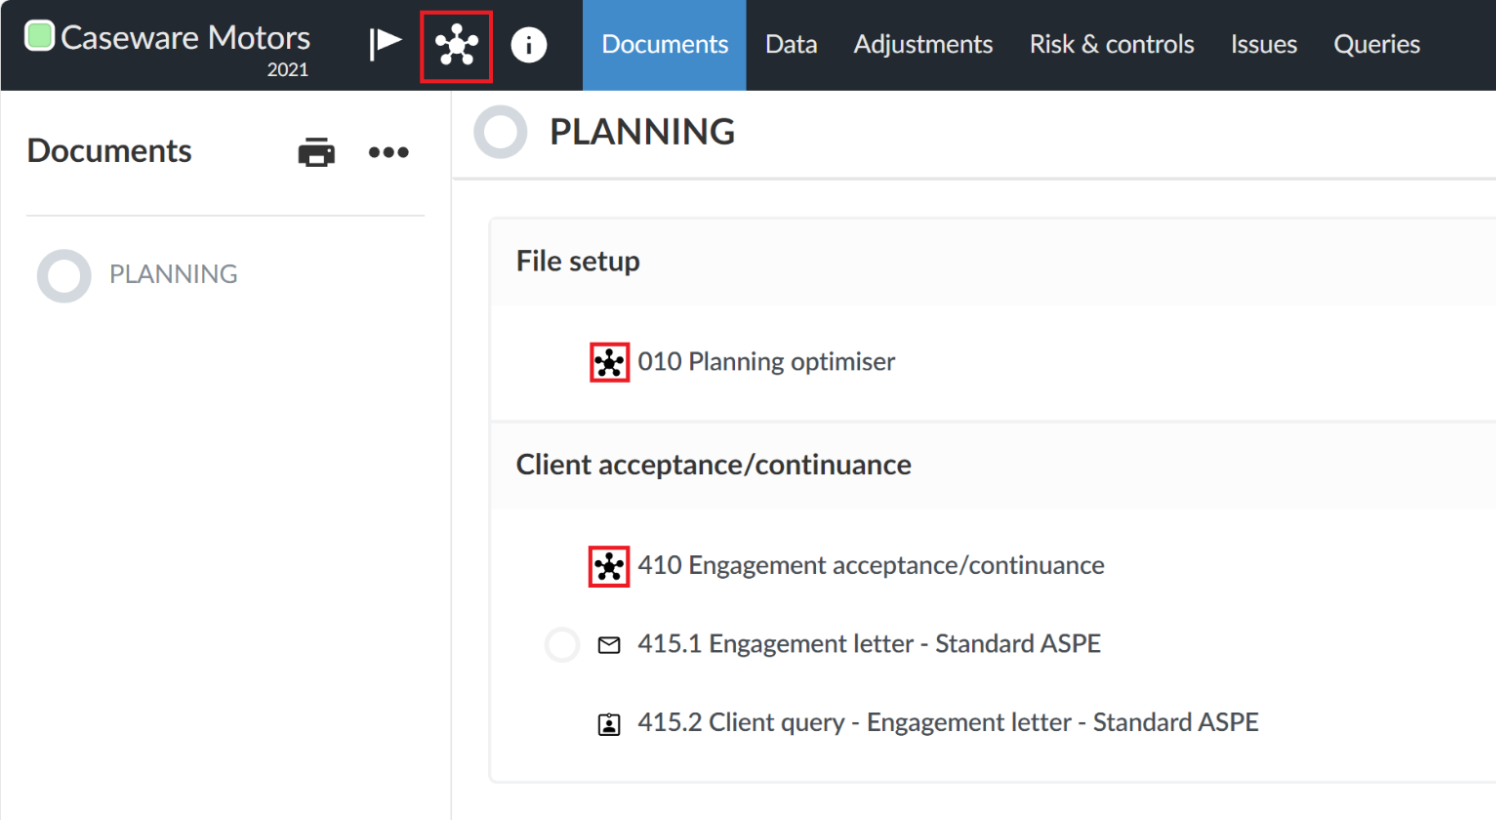 Caseware Motors
2021
Documents Data Adjustments Risk & controls Issues Queries
Documents
PLANNING
PLANNING
File setup
010 Planning optimiser
Client acceptance/continuance
410 Engagement acceptance/continuance
415.1 Engagement letter - Standard ASPE
415.2 Client query - Engagement letter - Standard ASPE